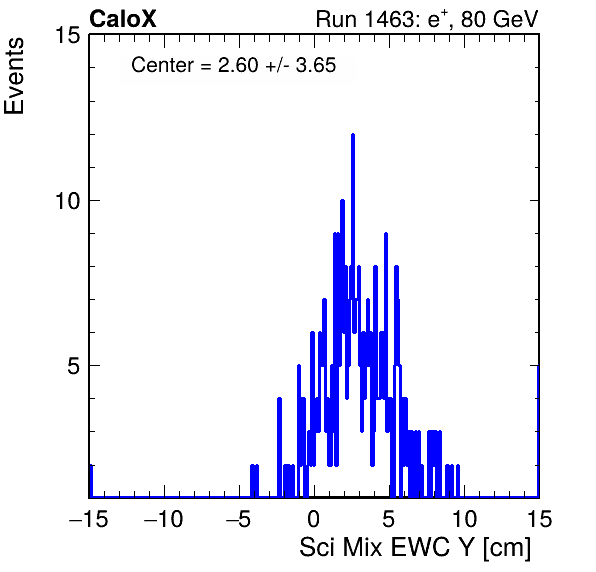 CaloX
Run 1463: e+, 80 GeV
Events
Center = 2.60 +/- 3.65
15
10
5
−15 −10 −5 0 5 10 15
Sci Mix EWC Y [cm]